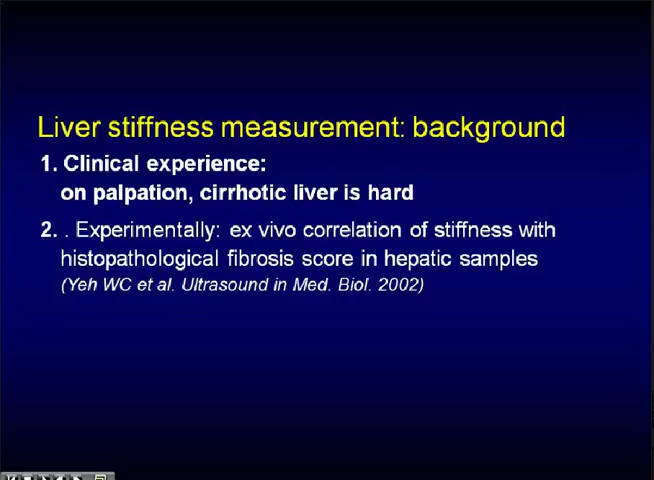 Liver stiffness measurement: background
1. Clinical experience:
on palpation, cirrhotic liver is hard
2. . Experimentally: ex vivo correlation of stiffness with
histopathological fibrosis score in hepatic samples
(Yeh WC et al. Ultrasound in Med. Biol. 2002)